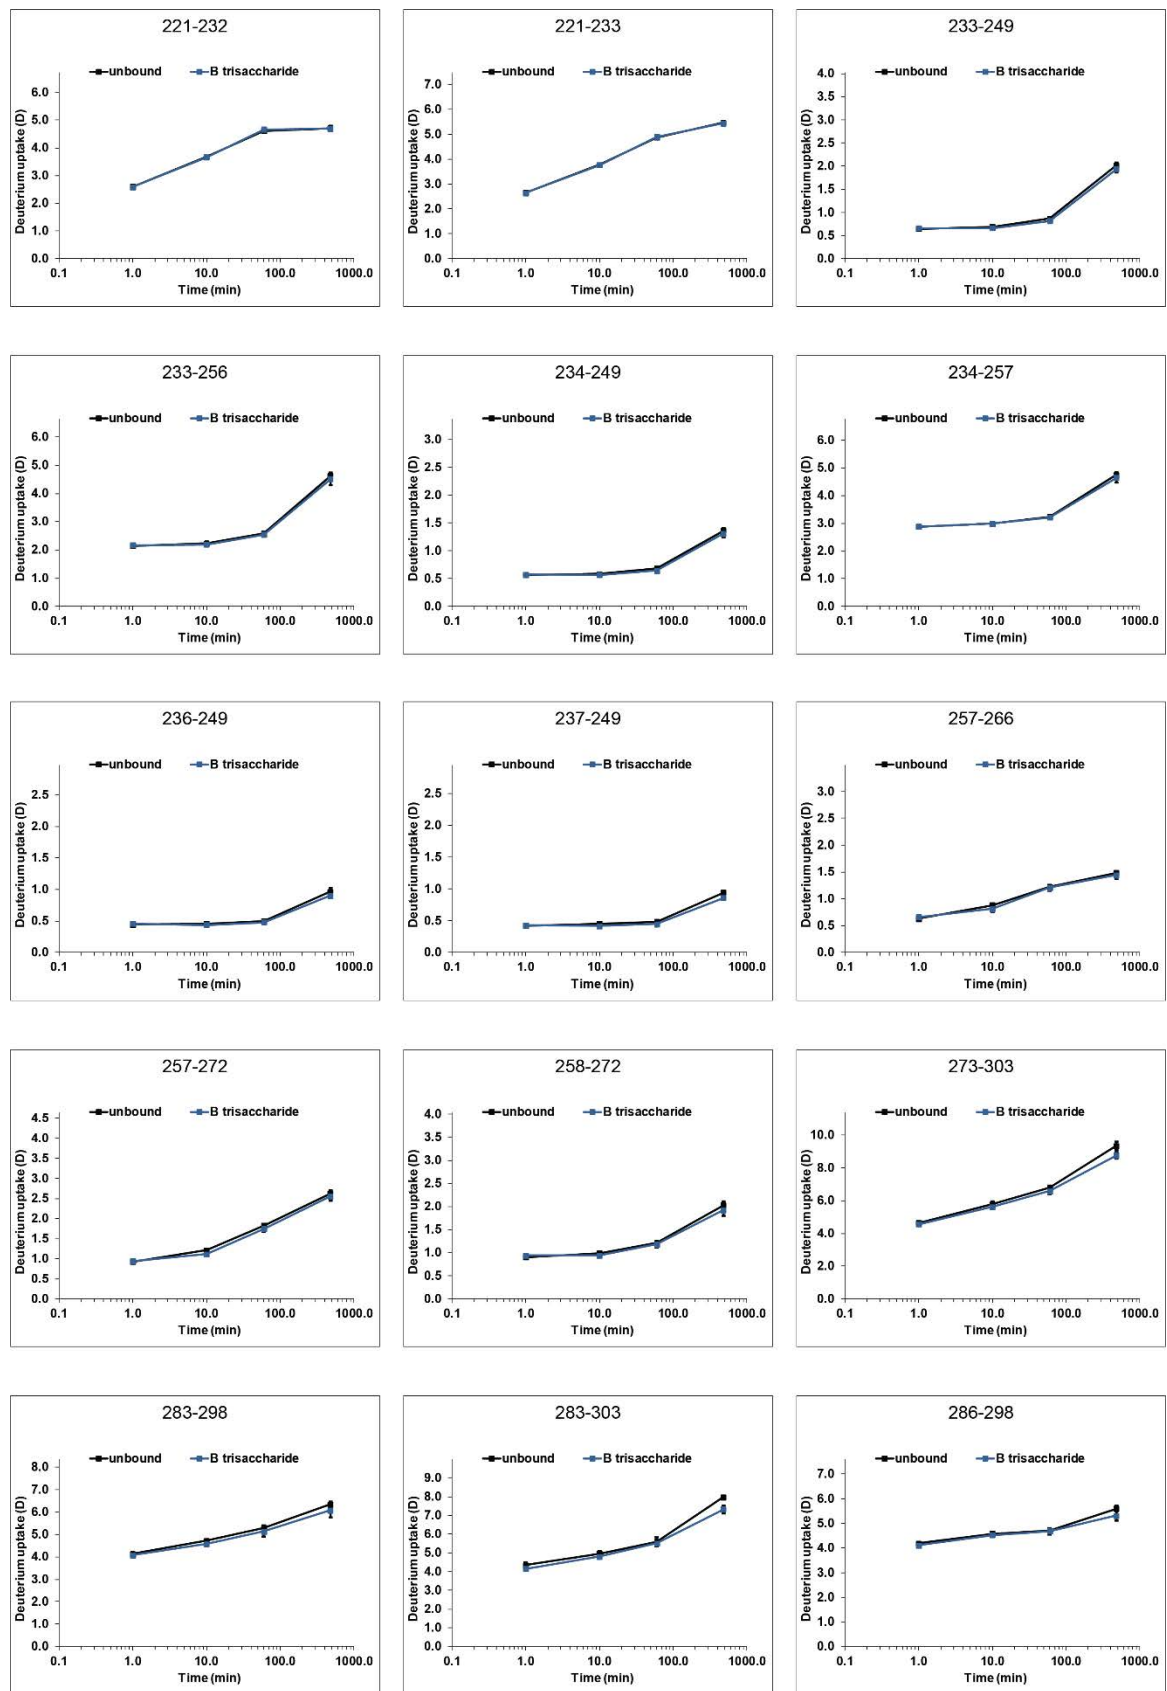 221-232
unbound B trisaccharide
Deuterium uptake (D)
6.0
5.0
4.0
3.0
2.0
1.0
0.0
0.1 1.0 10.0 100.0 1000.0
Time (min)
221-233
unbound B trisaccharide
Deuterium uptake (D)
7.0
6.0
5.0
4.0
3.0
2.0
1.0
0.0
0.1 1.0 10.0 100.0 1000.0
Time (min)
233-249
unbound B trisaccharide
Deuterium uptake (D)
4.0
3.5
3.0
2.5
2.0
1.5
1.0
0.5
0.0
0.1 1.0 10.0 100.0 1000.0
Time (min)
233-256
unbound B trisaccharide
Deuterium uptake (D)
6.0
5.0
4.0
3.0
2.0
1.0
0.0
0.1 1.0 10.0 100.0 1000.0
Time (min)
234-249
unbound B trisaccharide
Deuterium uptake (D)
3.0
2.5
2.0
1.5
1.0
0.5
0.0
0.1 1.0 10.0 100.0 1000.0
Time (min)
234-257
unbound B trisaccharide
Deuterium uptake (D)
6.0
5.0
4.0
3.0
2.0
1.0
0.0
0.1 1.0 10.0 100.0 1000.0
Time (min)
236-249
unbound B trisaccharide
Deuterium uptake (D)
2.5
2.0
1.5
1.0
0.5
0.0
0.1 1.0 10.0 100.0 1000.0
Time (min)
237-249
unbound B trisaccharide
Deuterium uptake (D)
2.5
2.0
1.5
1.0
0.5
0.0
0.1 1.0 10.0 100.0 1000.0
Time (min)
257-266
unbound B trisaccharide
Deuterium uptake (D)
3.0
2.5
2.0
1.5
1.0
0.5
0.0
0.1 1.0 10.0 100.0 1000.0
Time (min)
257-272
unbound B trisaccharide
Deuterium uptake (D)
4.5
4.0
3.5
3.0
2.5
2.0
1.5
1.0
0.5
0.0
0.1 1.0 10.0 100.0 1000.0
Time (min)
258-272
unbound B trisaccharide
Deuterium uptake (D)
4.0
3.5
3.0
2.5
2.0
1.5
1.0
0.5
0.0
0.1 1.0 10.0 100.0 1000.0
Time (min)
273-303
unbound B trisaccharide
Deuterium uptake (D)
10.0
8.0
6.0
4.0
2.0
0.0
0.1 1.0 10.0 100.0 1000.0
Time (min)
283-298
unbound B trisaccharide
Deuterium uptake (D)
8.0
7.0
6.0
5.0
4.0
3.0
2.0
1.0
0.0
0.1 1.0 10.0 100.0 1000.0
Time (min)
283-303
unbound B trisaccharide
Deuterium uptake (D)
9.0
8.0
7.0
6.0
5.0
4.0
3.0
2.0
1.0
0.0
0.1 1.0 10.0 100.0 1000.0
Time (min)
286-298
unbound B trisaccharide
Deuterium uptake (D)
7.0
6.0
5.0
4.0
3.0
2.0
1.0
0.0
0.1 1.0 10.0 100.0 1000.0
Time (min)